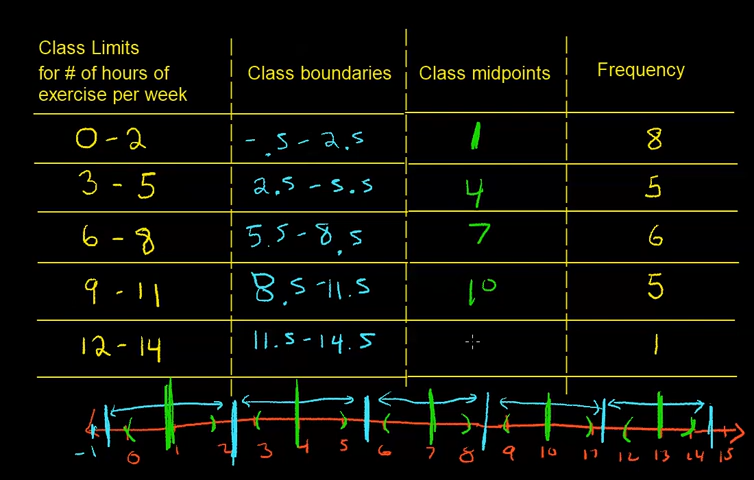 Class Limits
for # of hours of
exercise per week
Class boundaries
Class midpoints
Frequency
0 - 2
-.5 - 2.5
1
8
3 - 5
2.5 - 5.5
4
5
6 - 8
5.5 - 8.5
7
6
9 - 11
8.5 - 11.5
10
5
12 - 14
11.5 - 14.5
1
-1 0 1 2 3 4 5 6 7 8 9 10 11 12 13 14 15